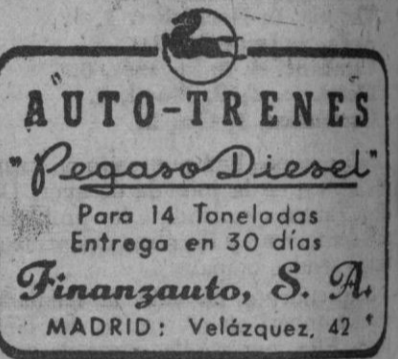 AUTO-TRENES
"Pegaso Diesel"
Para 14 Toneladas
Entrega en 30 días
Finanzauto, S. A.
MADRID: Velázquez, 42